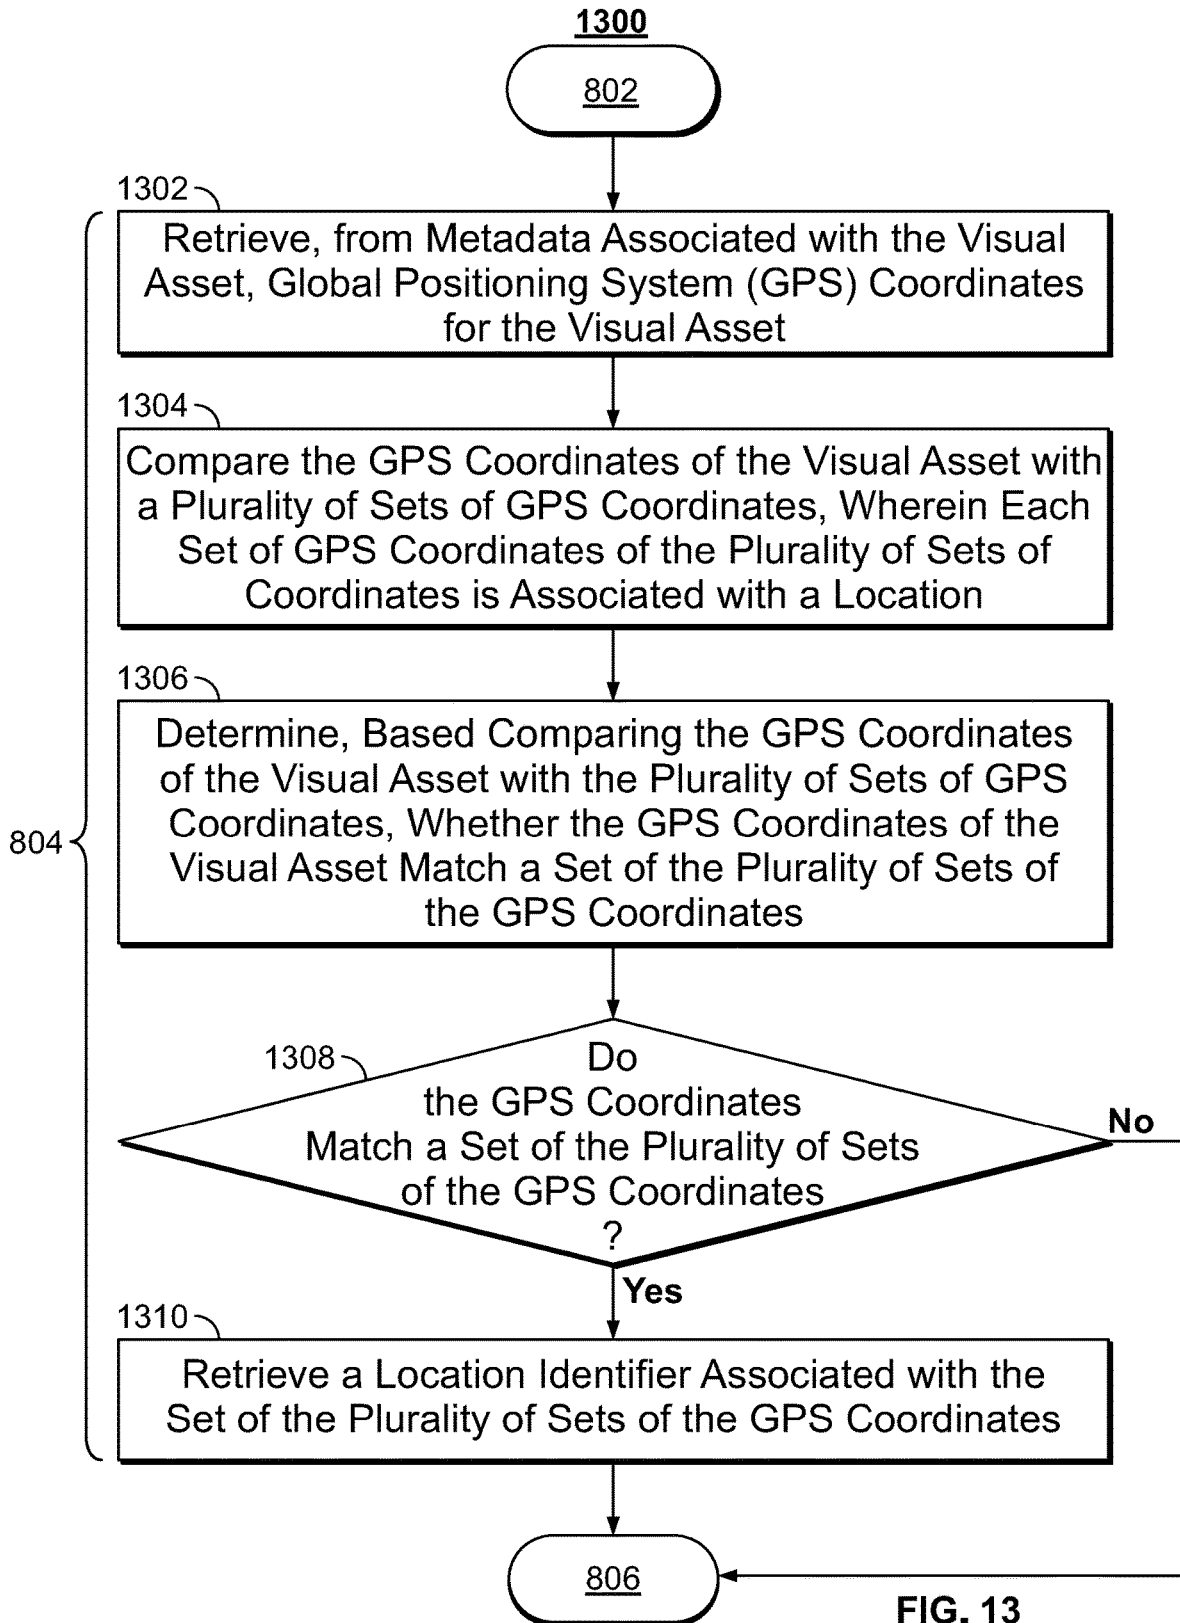 1300
802
1302
Retrieve, from Metadata Associated with the Visual
Asset, Global Positioning System (GPS) Coordinates
for the Visual Asset
1304
Compare the GPS Coordinates of the Visual Asset with
a Plurality of Sets of GPS Coordinates, Wherein Each
Set of GPS Coordinates of the Plurality of Sets of
Coordinates is Associated with a Location
1306
Determine, Based Comparing the GPS Coordinates
of the Visual Asset with the Plurality of Sets of GPS
Coordinates, Whether the GPS Coordinates of the
Visual Asset Match a Set of the Plurality of Sets of
the GPS Coordinates
804
1308
Do
the GPS Coordinates
Match a Set of the Plurality of Sets
of the GPS Coordinates
?
No
Yes
1310
Retrieve a Location Identifier Associated with the
Set of the Plurality of Sets of the GPS Coordinates
806
FIG. 13